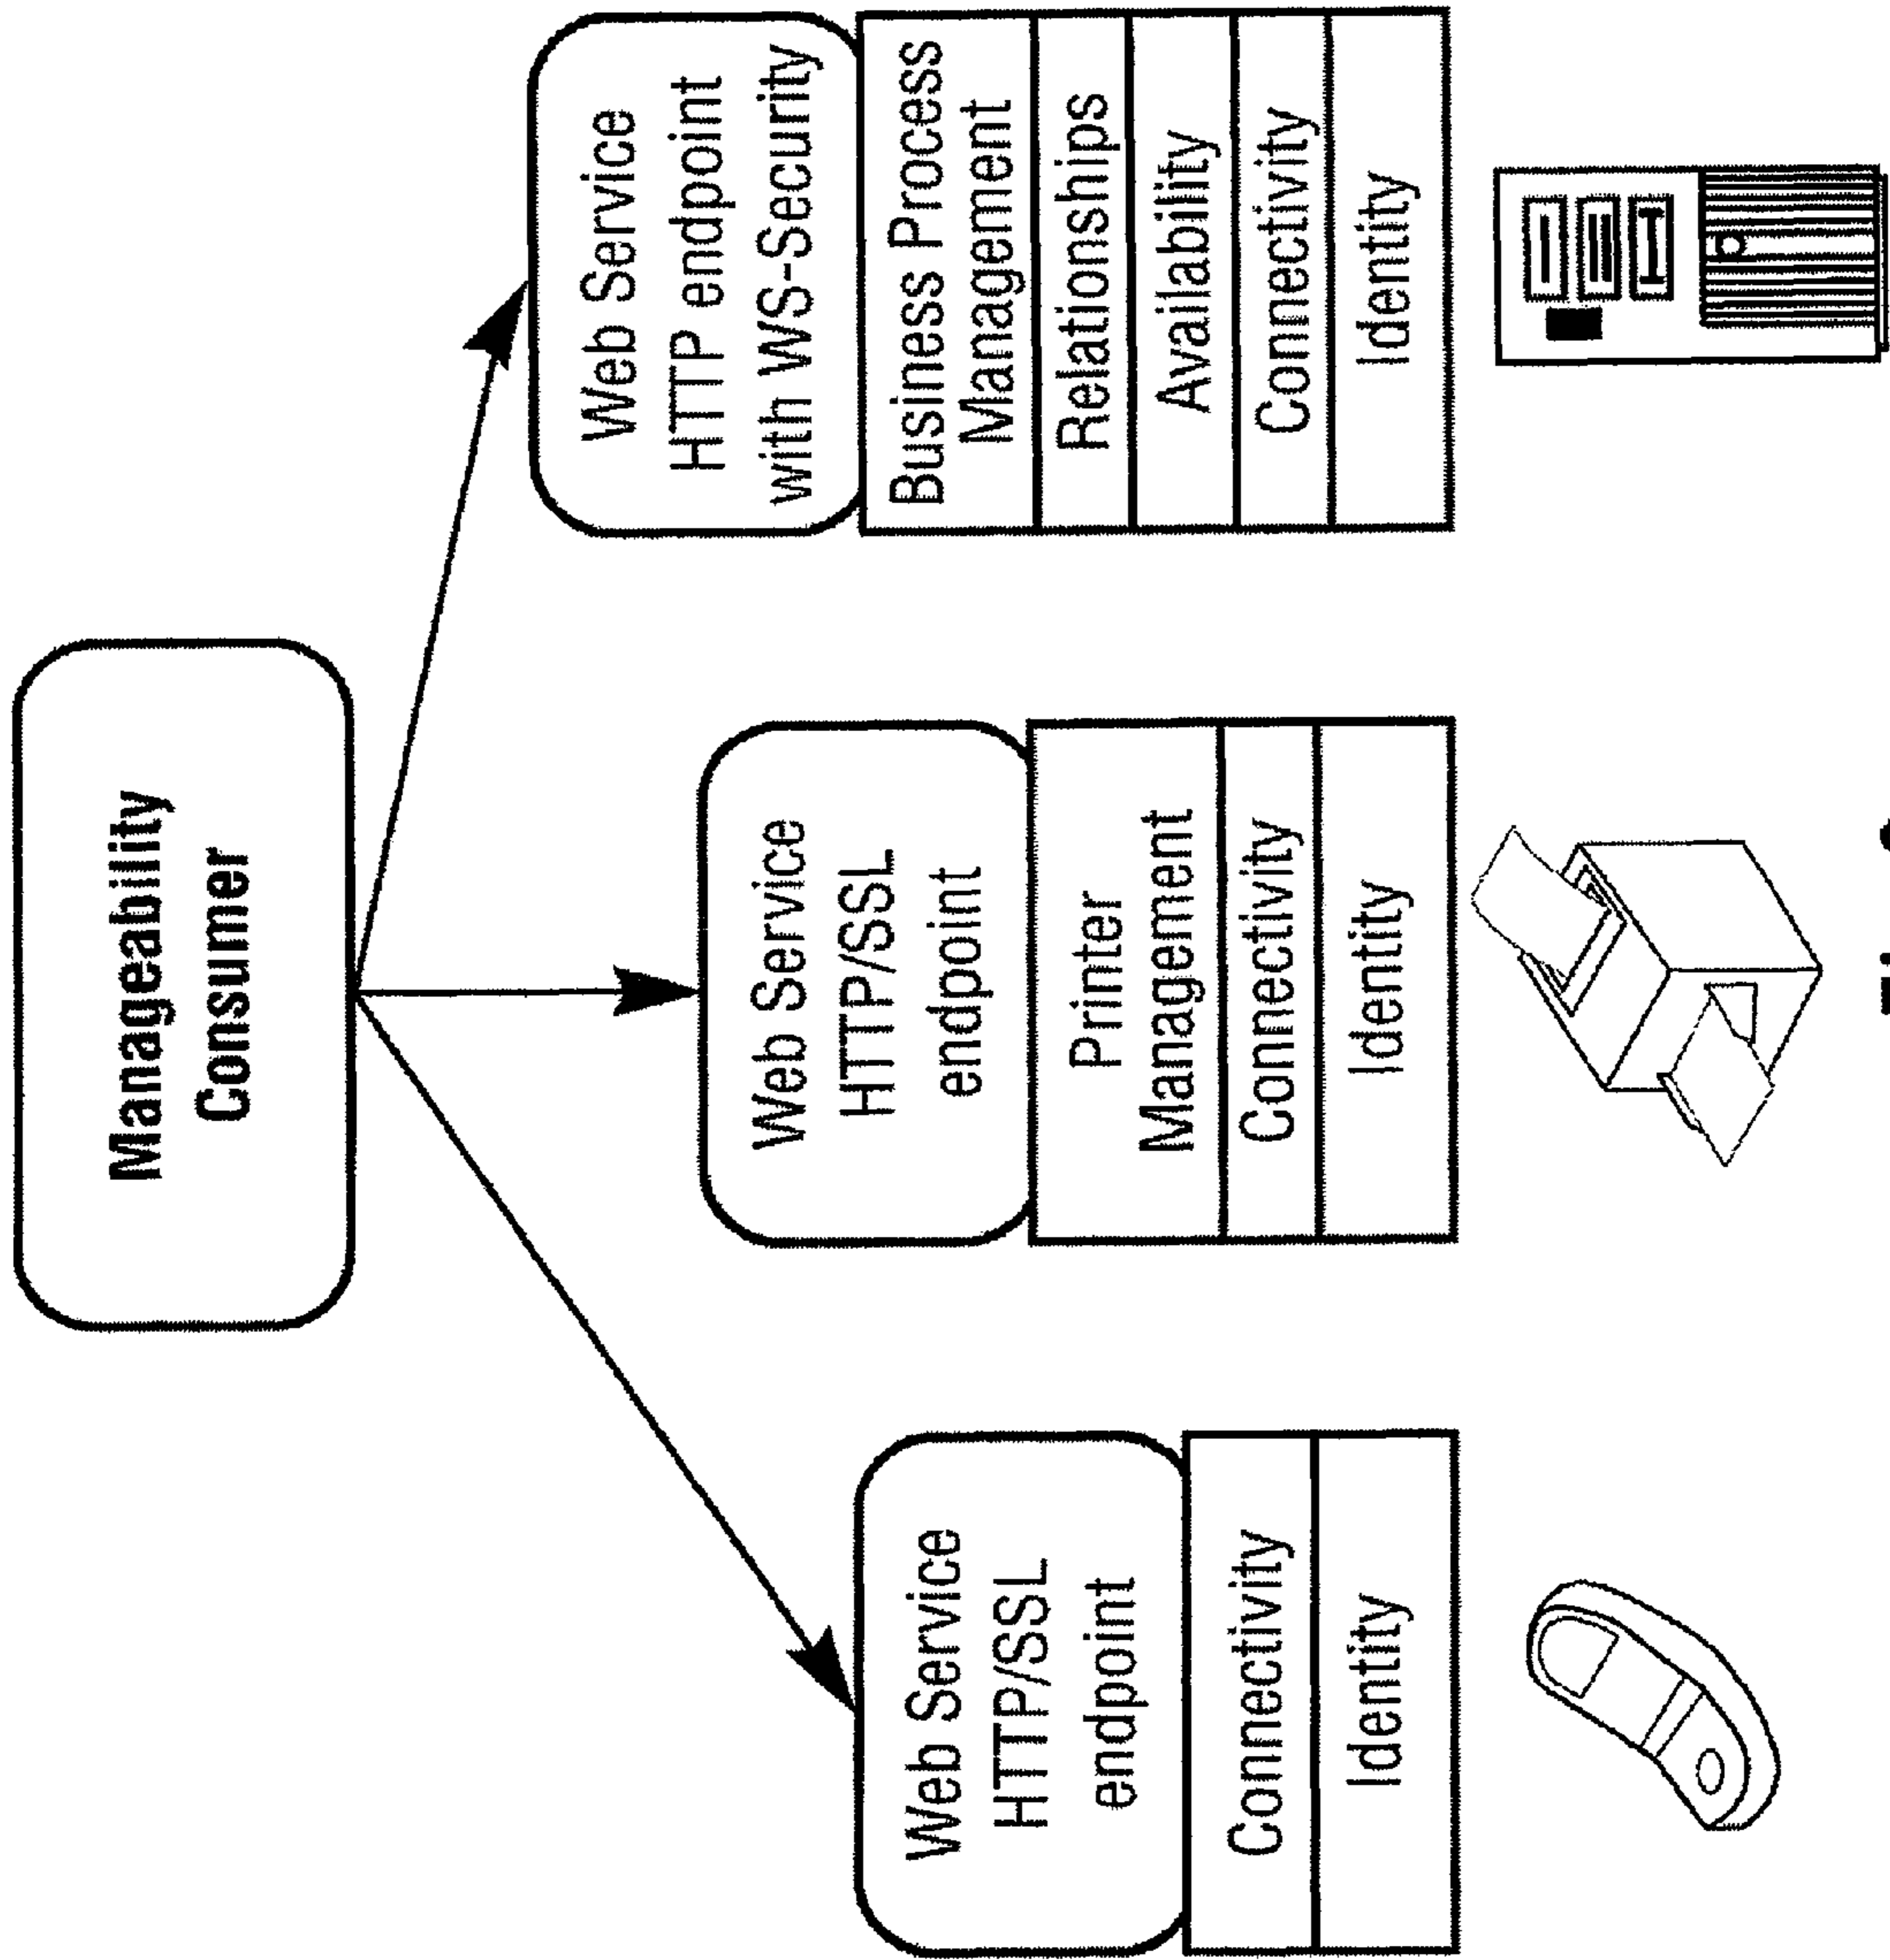 Manageability
Consumer
Web Service
HTTP/SSL
endpoint
Connectivity
Identity
Web Service
HTTP/SSL
endpoint
Printer
Management
Connectivity
Identity
Web Service
HTTP endpoint
with WS-Security
Business Process
Management
Relationships
Availability
Connectivity
Identity